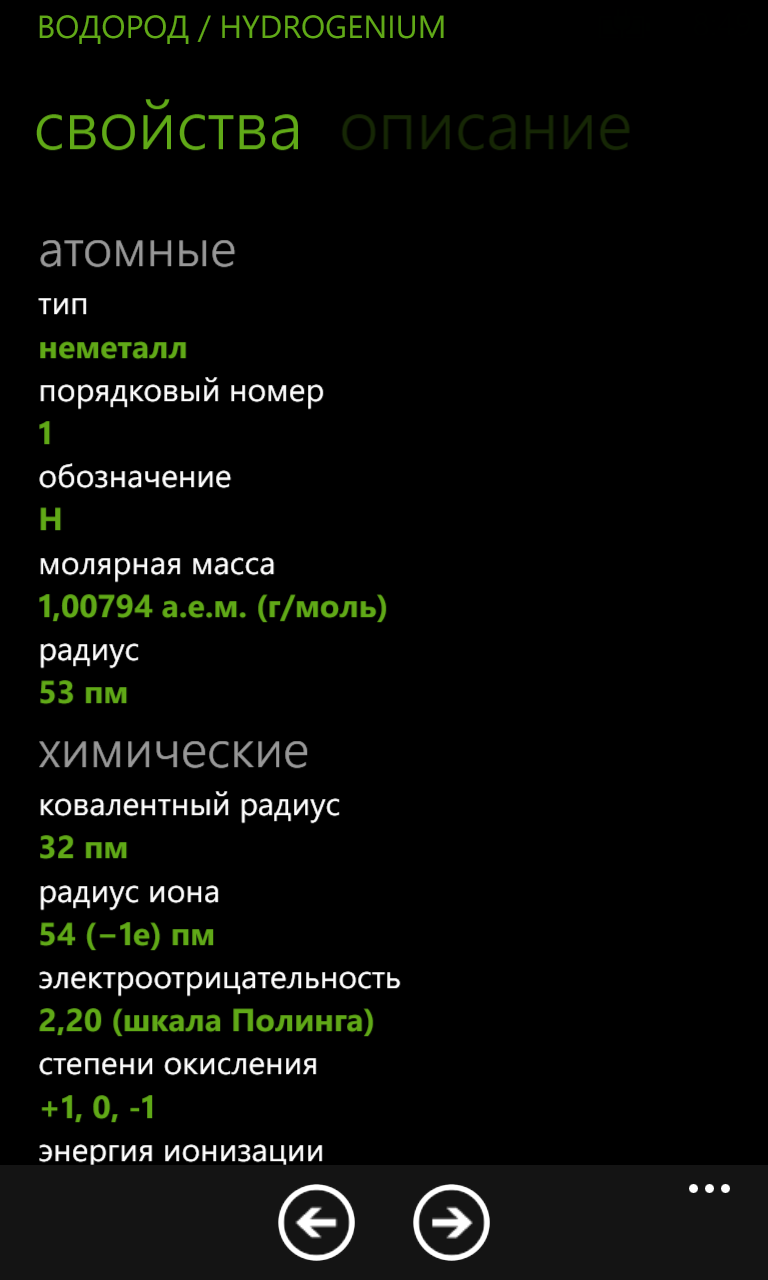 ВОДОРОД / HYDROGENIUM
свойства описание
атомные
тип
неметалл
порядковый номер
1
обозначение
H
молярная масса
1,00794 а.е.м. (г/моль)
радиус
53 пм
химические
ковалентный радиус
32 пм
радиус иона
54 (−1e) пм
электроотрицательность
2,20 (шкала Полинга)
степени окисления
+1, 0, -1
энергия ионизации